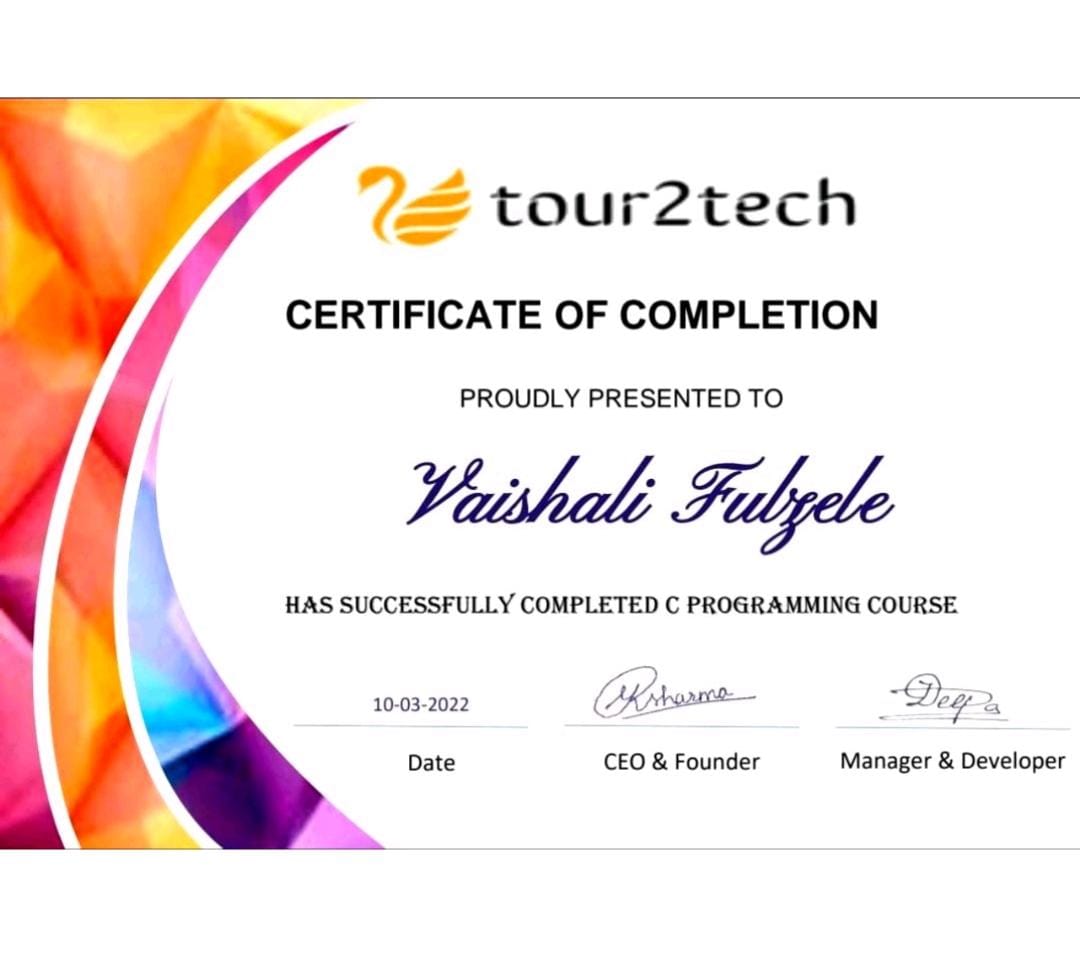 tour2tech
CERTIFICATE OF COMPLETION
PROUDLY PRESENTED TO
Vaishali Fulzele
HAS SUCCESSFULLY COMPLETED C PROGRAMMING COURSE
10-03-2022
Date
CEO & Founder
Deepa
Manager & Developer